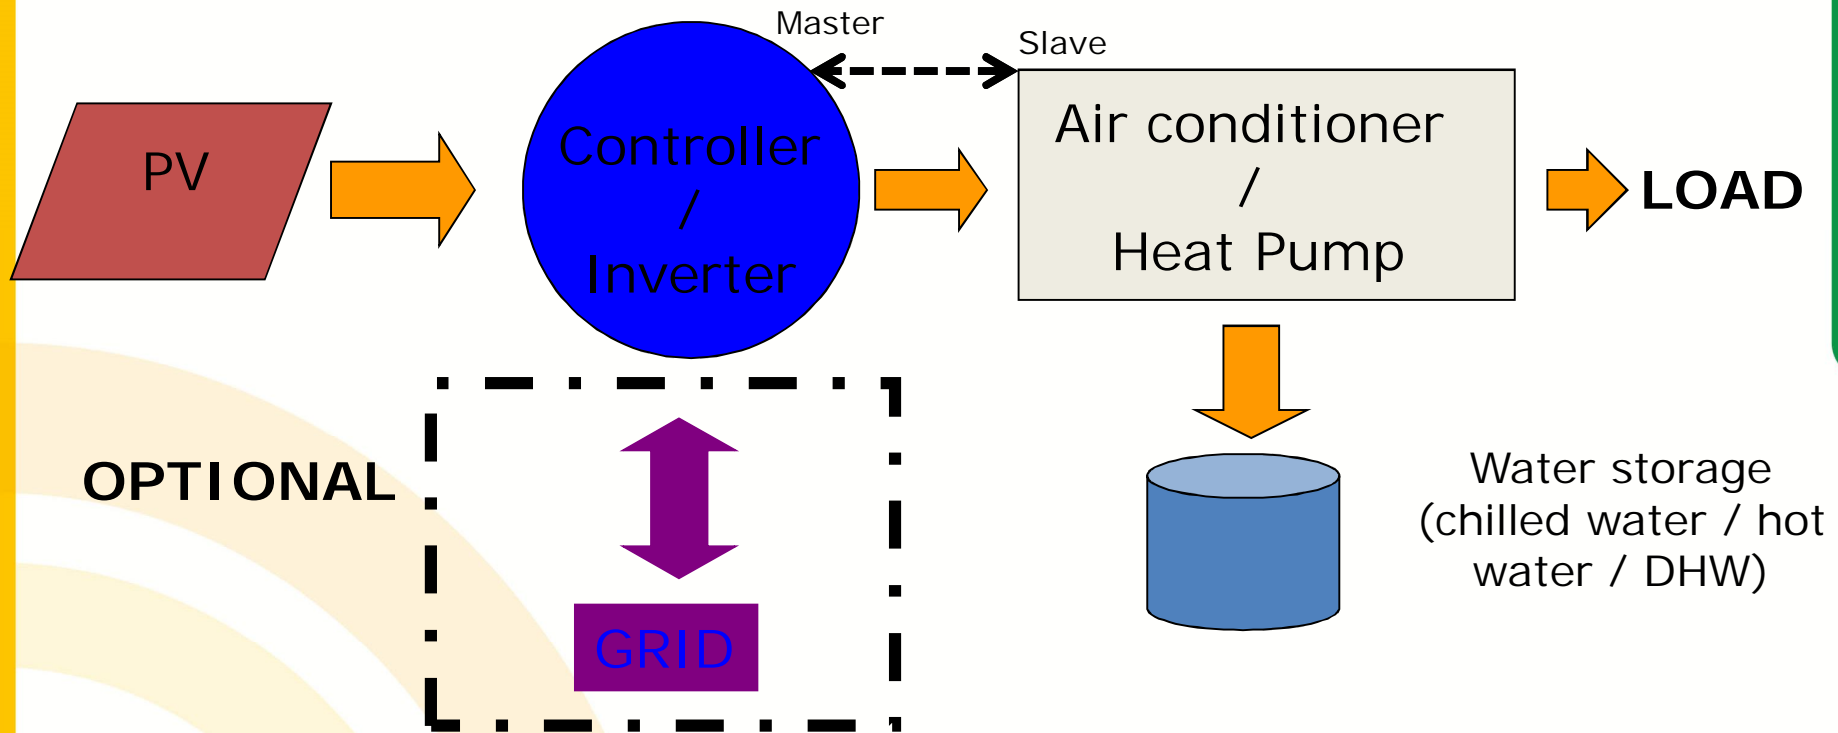 Master
Slave
PV
Controller
/
Inverter
Air conditioner
/
Heat Pump
LOAD
OPTIONAL
GRID
Water storage
(chilled water / hot
water / DHW)